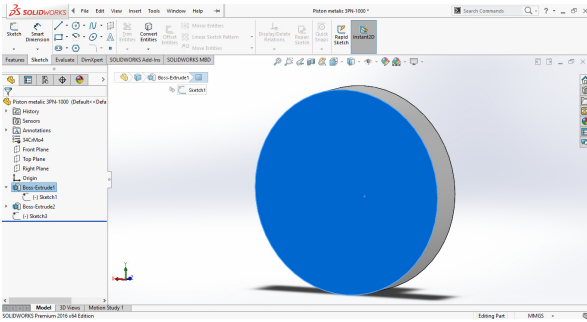 SOLIDWORKS File Edit View Insert Add-Ins Tools Window Help Piston metalic 3PN-1000 * Search Commands
Sketch Smart Dimension Trim Entities Convert Entities Offset Entities Mirror Entities Linear Sketch Pattern Move Entities Display/Delete Relations Repair Sketch Quick Snaps Rapid Sketch Instant2D
Features Sketch Evaluate DimXpert SOLIDWORKS Add-Ins SOLIDWORKS MBD
Boss-Extrude1
Sketch1
Piston metalic 3PN-1000 (Default<<Defa
History
Sensors
Annotations
34CrMo4
Front Plane
Top Plane
Right Plane
Origin
Boss-Extrude1
(-) Sketch1
Boss-Extrude2
(-) Sketch3
Y
Model 3D Views Motion Study 1
SOLIDWORKS Premium 2016 x64 Edition Editing Part MMGS